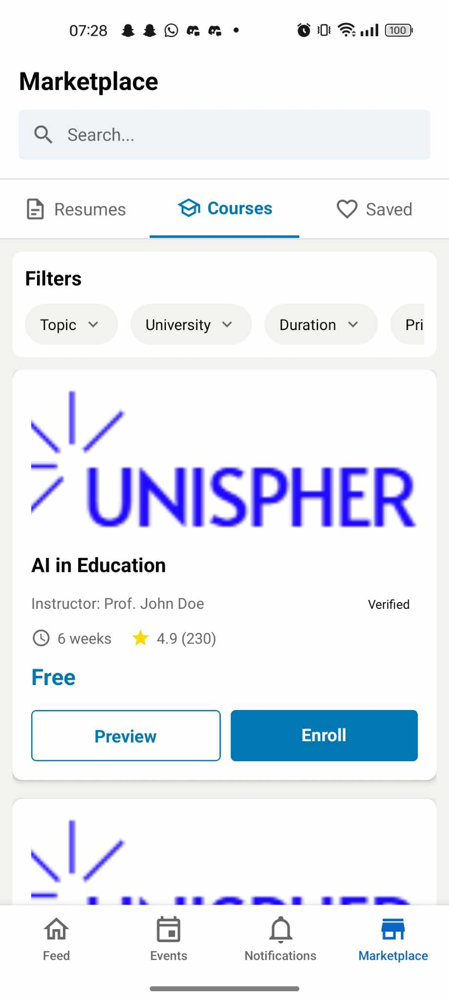 07:28
100
Marketplace
Search...
Resumes
Courses
Saved
Filters
Topic
University
Duration
Pri
UNISPHER
AI in Education
Instructor: Prof. John Doe
Verified
6 weeks
4.9 (230)
Free
Preview
Enroll
UNISPHER
Feed
Events
Notifications
Marketplace